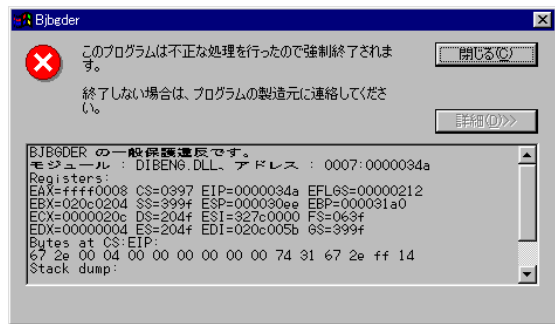 Bjbgder
このプログラムは不正な処理を行ったので強制終了されま
す。
終了しない場合は、プログラムの製造元に連絡してくださ
い。
閉じる(C)
詳細(D)>>
BJBGDER の一般保護違反です。
モジュール : DIBENG.DLL、アドレス : 0007:0000034a
Registers:
EAX=ffff0008 CS=0397 EIP=0000034a EFLGS=00000212
EBX=020c0204 SS=399f ESP=000030ee EBP=000031a0
ECX=0000020c DS=204f ESI=327c0000 FS=063f
EDX=00000004 ES=204f EDI=020c005b GS=399f
Bytes at CS:EIP:
67 2e 00 04 00 00 00 00 00 00 74 31 67 2e ff 14
Stack dump: